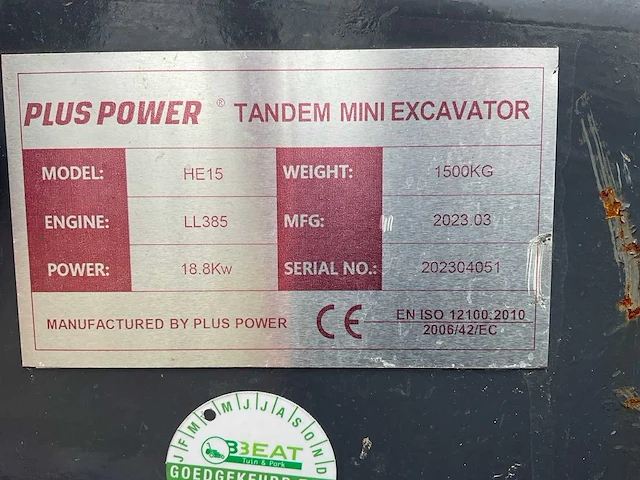 PLUS POWER ® TANDEM MINI EXCAVATOR
MODEL: HE15 WEIGHT: 1500KG
ENGINE: LL385 MFG: 2023.03
POWER: 18.8Kw SERIAL NO.: 202304051
MANUFACTURED BY PLUS POWER CE EN ISO 12100:2010
2006/42/EC
J F M M J J A S O N D
BBEAT
Tuin & Park
GOEDGEKEURD